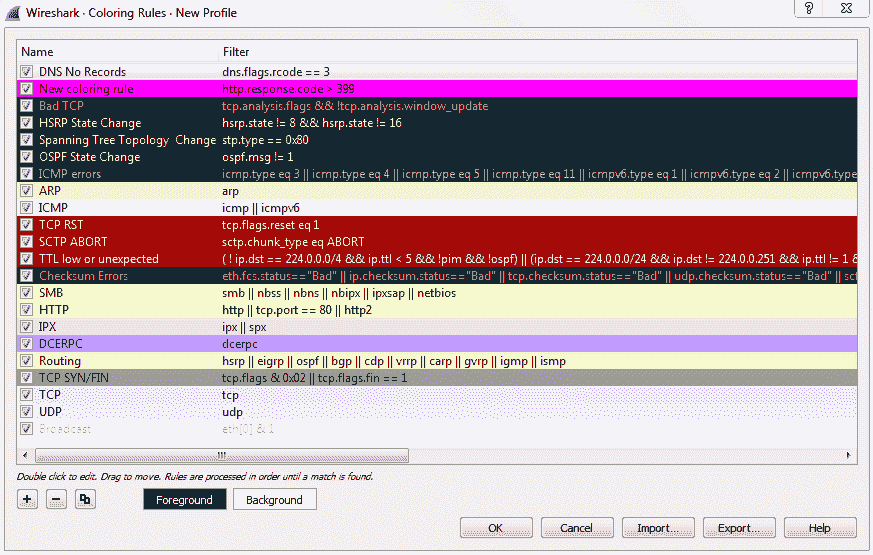 Wireshark · Coloring Rules · New Profile
Name Filter
DNS No Records dns.flags.rcode == 3
New coloring rule http.response.code > 399
Bad TCP tcp.analysis.flags && !tcp.analysis.window_update
HSRP State Change hsrp.state != 8 && hsrp.state != 16
Spanning Tree Topology Change stp.type == 0x80
OSPF State Change ospf.msg != 1
ICMP errors icmp.type eq 3 || icmp.type eq 4 || icmp.type eq 5 || icmp.type eq 11 || icmpv6.type eq 1 || icmpv6.type eq 2 || icmpv6.type
ARP arp
ICMP icmp || icmpv6
TCP RST tcp.flags.reset eq 1
SCTP ABORT sctp.chunk_type eq ABORT
TTL low or unexpected ( ! ip.dst == 224.0.0.0/4 && ip.ttl < 5 && !pim && !ospf) || (ip.dst == 224.0.0.0/24 && ip.dst != 224.0.0.251 && ip.ttl != 1 &
Checksum Errors eth.fcs.status=="Bad" || ip.checksum.status=="Bad" || tcp.checksum.status=="Bad" || udp.checksum.status=="Bad" || sct
SMB smb || nbss || nbns || nbipx || ipxsap || netbios
HTTP http || tcp.port == 80 || http2
IPX ipx || spx
DCERPC dcerpc
Routing hsrp || eigrp || ospf || bgp || cdp || vrrp || carp || gvrp || igmp || ismp
TCP SYN/FIN tcp.flags & 0x02 || tcp.flags.fin == 1
TCP tcp
UDP udp
Broadcast eth[0] & 1
Double click to edit. Drag to move. Rules are processed in order until a match is found.
Foreground Background
OK Cancel Import... Export... Help